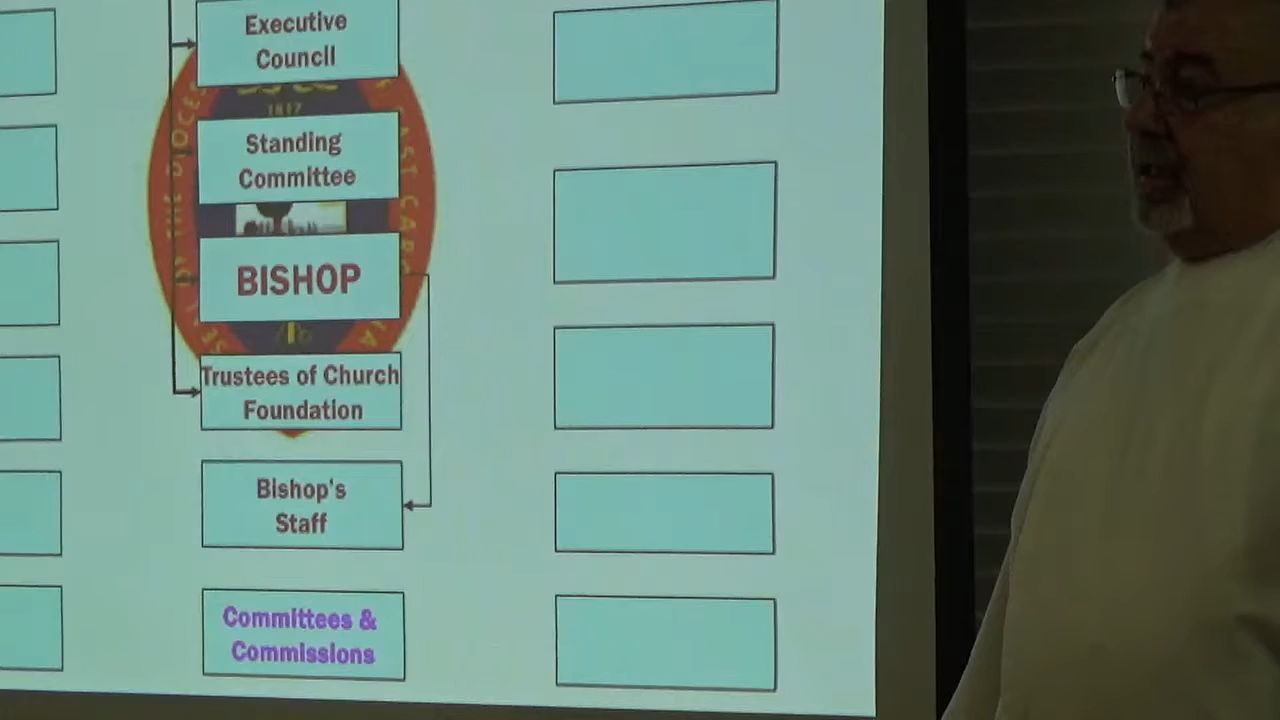 Executive
Council
1817
Standing
Committee
BISHOP
Trustees of Church
Foundation
Bishop's
Staff
Committees &
Commissions